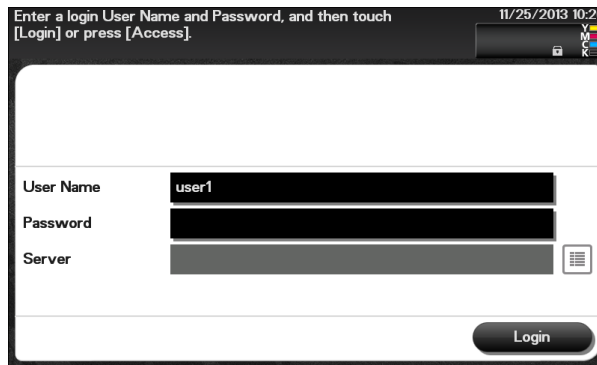 Enter a login User Name and Password, and then touch
[Login] or press [Access].
11/25/2013 10:2
Y
M
C
K
User Name
user1
Password
Server
Login